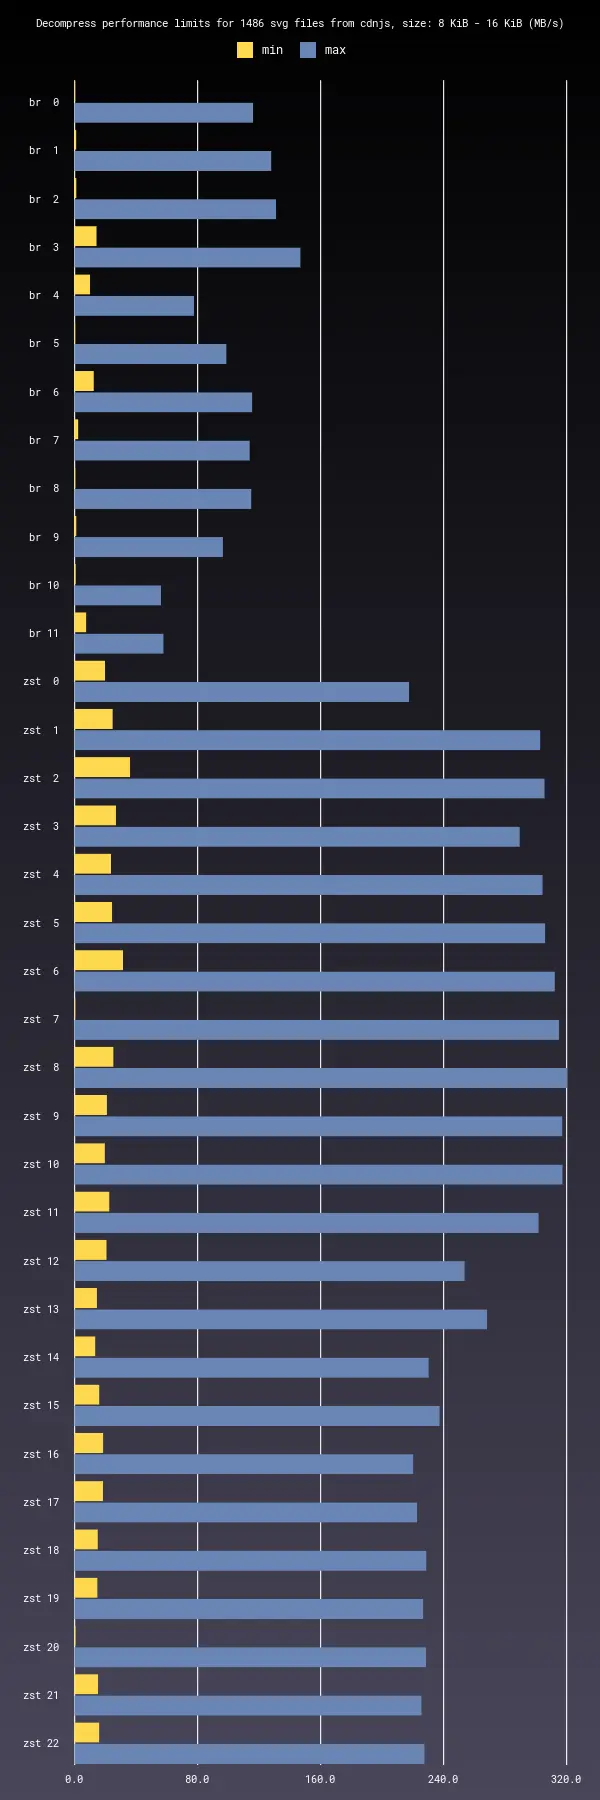 Decompress performance limits for 1486 svg files from cdnjs, size: 8 KiB - 16 KiB (MB/s)
min max
br 0
br 1
br 2
br 3
br 4
br 5
br 6
br 7
br 8
br 9
br 10
br 11
zst 0
zst 1
zst 2
zst 3
zst 4
zst 5
zst 6
zst 7
zst 8
zst 9
zst 10
zst 11
zst 12
zst 13
zst 14
zst 15
zst 16
zst 17
zst 18
zst 19
zst 20
zst 21
zst 22
0.0 80.0 160.0 240.0 320.0